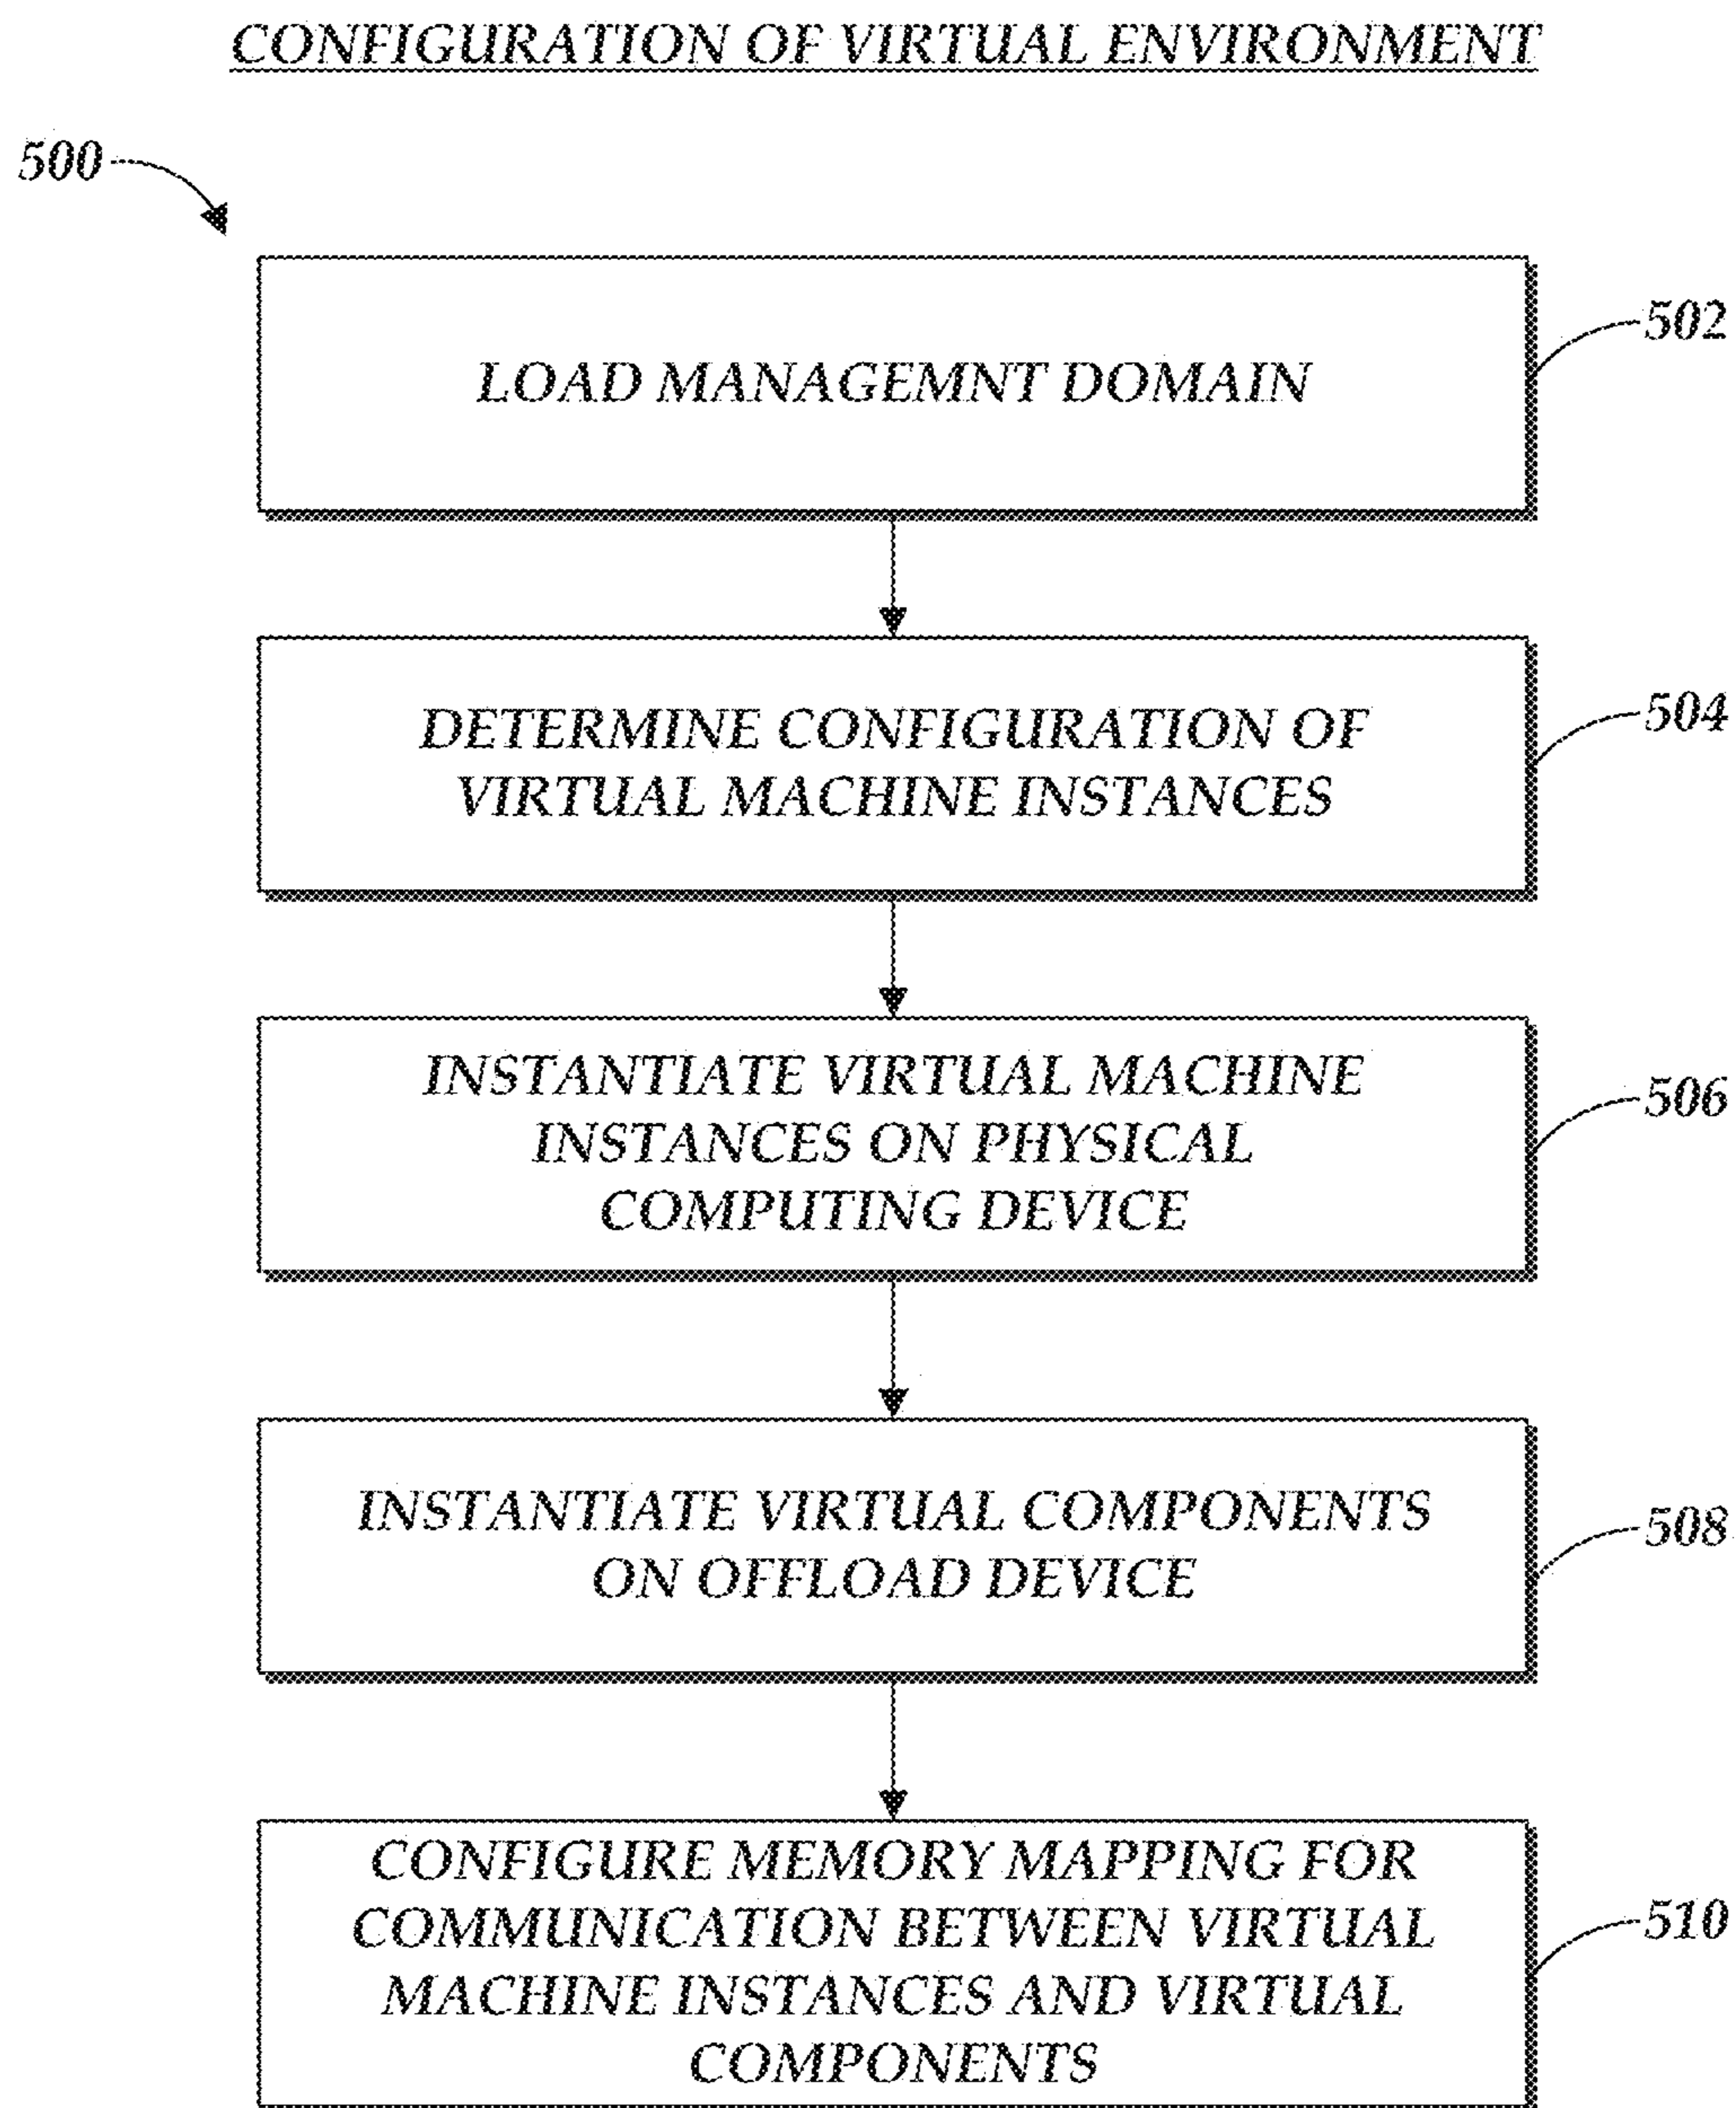 CONFIGURATION OF VIRTUAL ENVIRONMENT
500
LOAD MANAGEMNT DOMAIN
502
DETERMINE CONFIGURATION OF
VIRTUAL MACHINE INSTANCES
504
INSTANTIATE VIRTUAL MACHINE
INSTANCES ON PHYSICAL
COMPUTING DEVICE
506
INSTANTIATE VIRTUAL COMPONENTS
ON OFFLOAD DEVICE
508
CONFIGURE MEMORY MAPPING FOR
COMMUNICATION BETWEEN VIRTUAL
MACHINE INSTANCES AND VIRTUAL
COMPONENTS
510